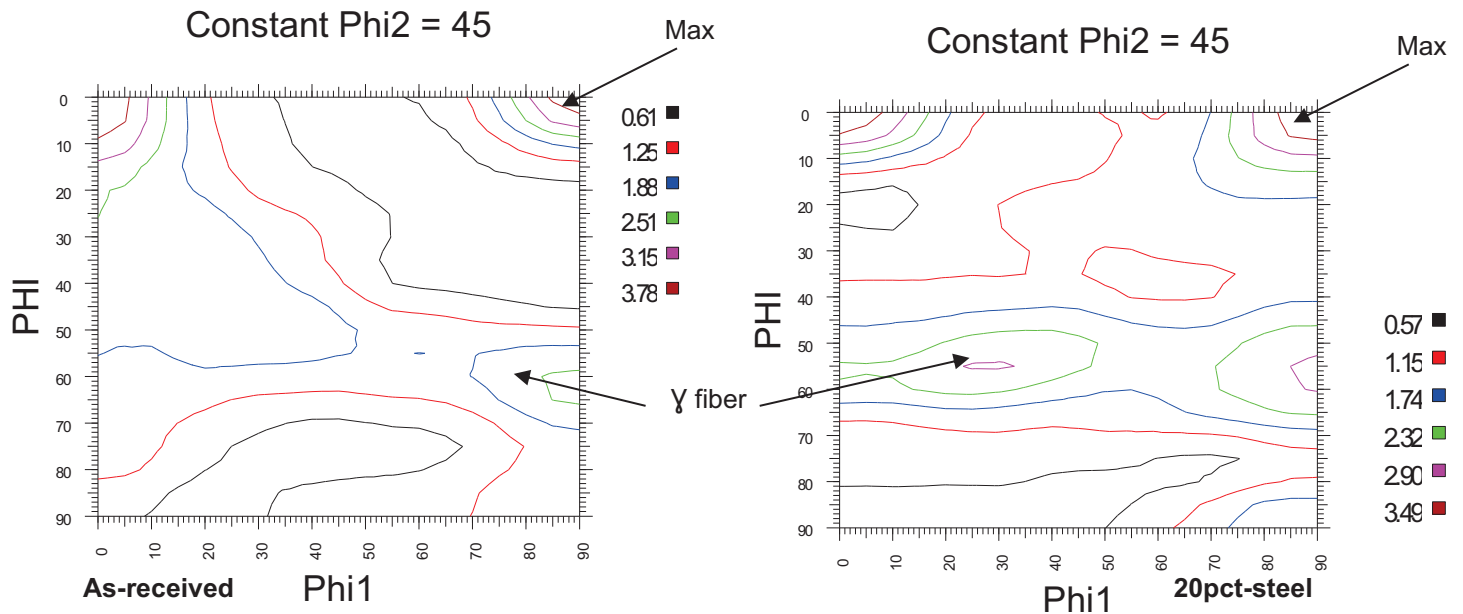 Constant Phi2 = 45
Max
0
10
20
30
40
50
60
70
80
90
PHI
0 10 20 30 40 50 60 70 80 90
As-received
Phi1
0.61
1.25
1.88
2.51
3.15
3.78
γ fiber
Constant Phi2 = 45
Max
0
10
20
30
40
50
60
70
80
90
PHI
0 10 20 30 40 50 60 70 80 90
Phi1
20pct-steel
0.57
1.15
1.74
2.32
2.90
3.49